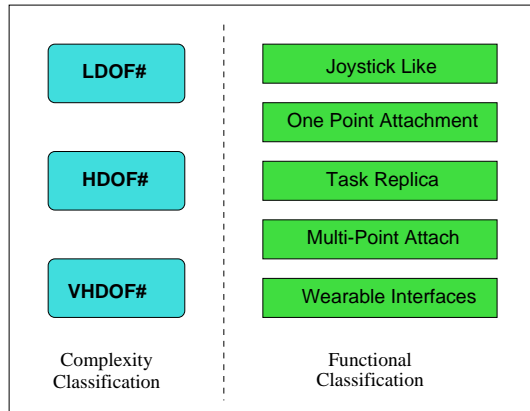 LDOF#
HDOF#
VHDOF#
Complexity
Classification
Joystick Like
One Point Attachment
Task Replica
Multi-Point Attach
Wearable Interfaces
Functional
Classification